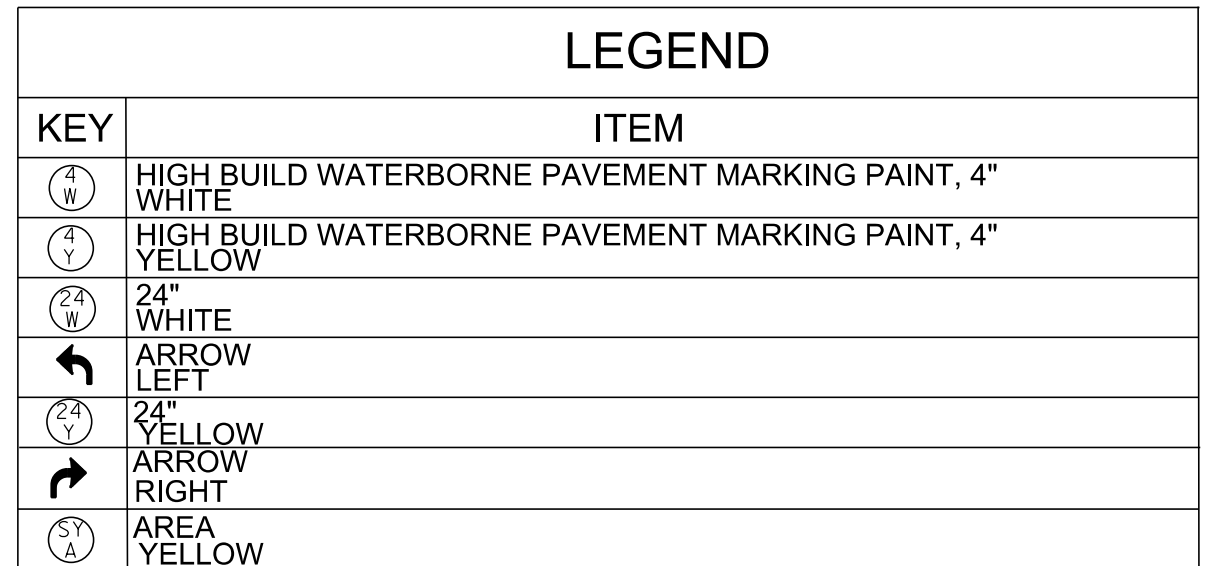 LEGEND
KEY ITEM
4
W
HIGH BUILD WATERBORNE PAVEMENT MARKING PAINT, 4"
WHITE
4
Y
HIGH BUILD WATERBORNE PAVEMENT MARKING PAINT, 4"
YELLOW
24
W
24"
WHITE
ARROW
LEFT
24
Y
24"
YELLOW
ARROW
RIGHT
SY
A
AREA
YELLOW